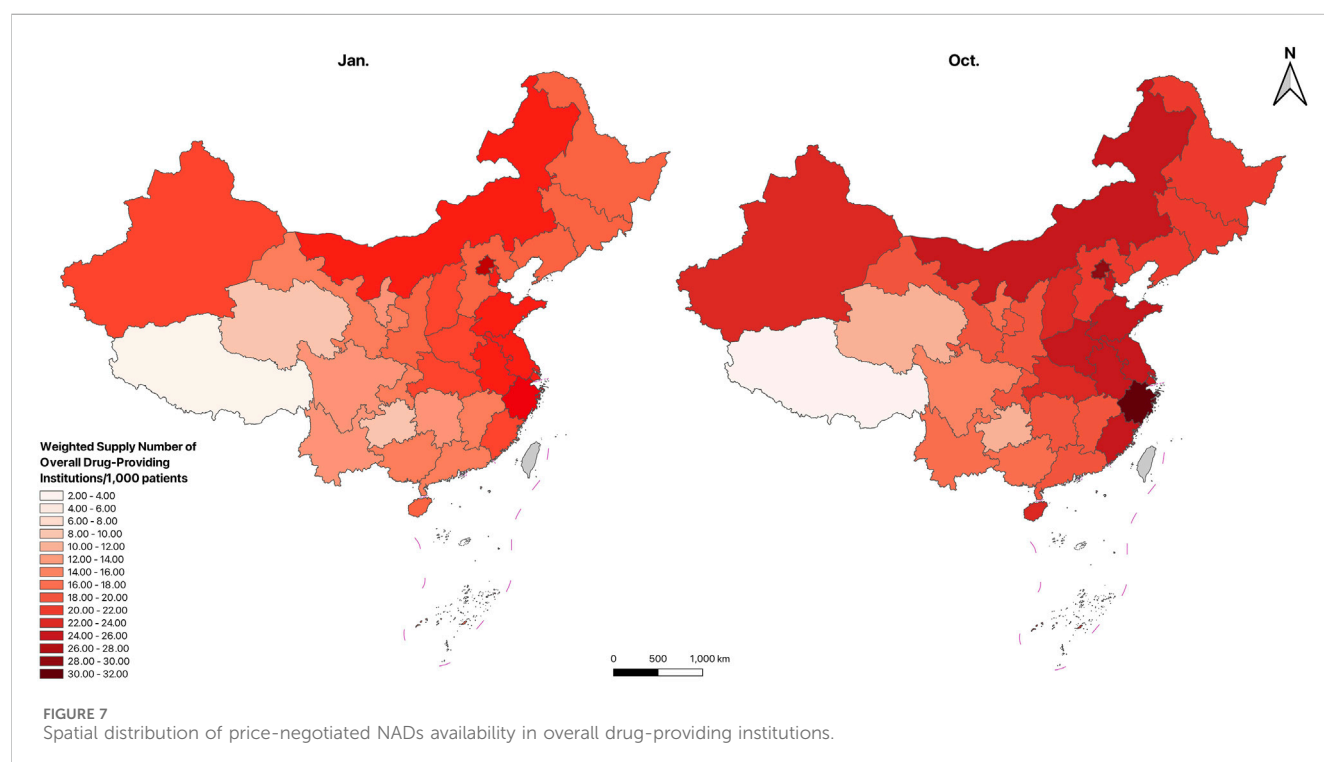 Jan.
Oct.
N
Weighted Supply Number of
Overall Drug-Providing
Institutions/1,000 patients
2.00 - 4.00
4.00 - 6.00
6.00 - 8.00
8.00 - 10.00
10.00 - 12.00
12.00 - 14.00
14.00 - 16.00
16.00 - 18.00
18.00 - 20.00
20.00 - 22.00
22.00 - 24.00
24.00 - 26.00
26.00 - 28.00
28.00 - 30.00
30.00 - 32.00
0 500 1,000 km
FIGURE 7
Spatial distribution of price-negotiated NADs availability in overall drug-providing institutions.